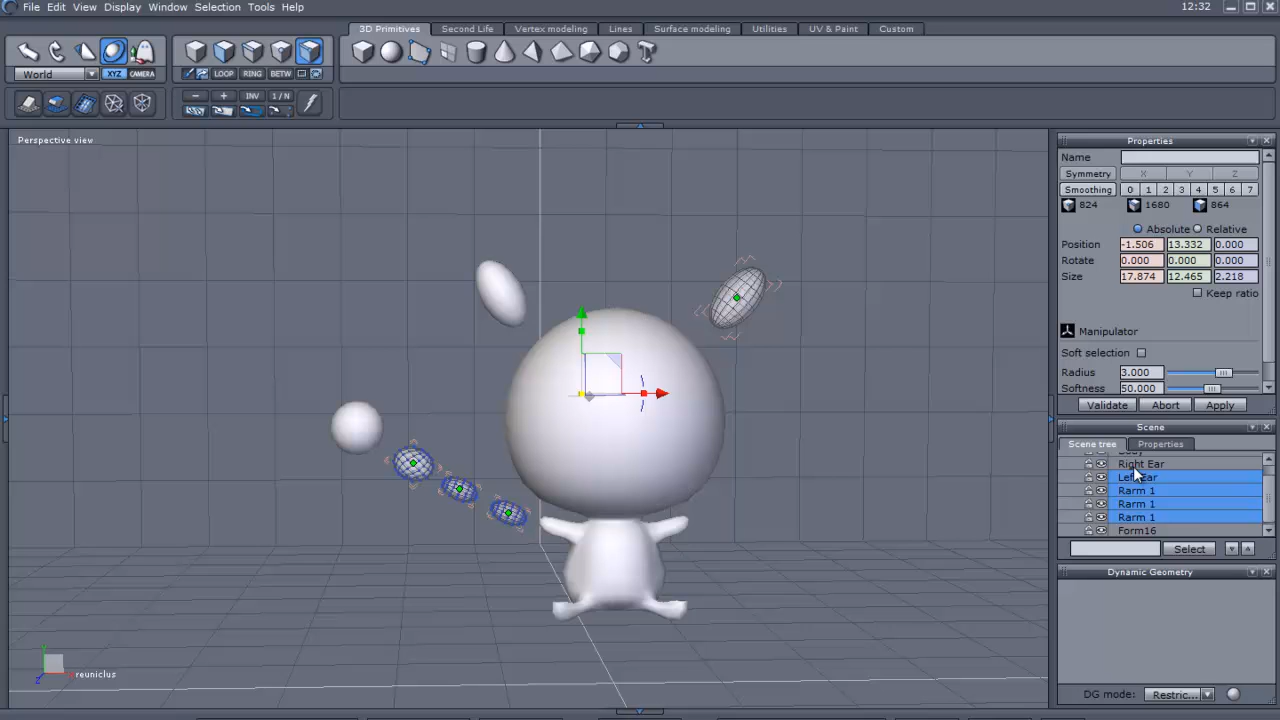 File Edit View Display Window Selection Tools Help
12:32
3D Primitives Second Life Vertex modeling Lines Surface modeling Utilities UV & Paint Custom
World XYZ CAMERA
LOOP RING BETW
− + INV 1 / N
Perspective view
Properties
Name
Symmetry X Y Z
Smoothing 0 1 2 3 4 5 6 7
824 1680 864
Absolute Relative
Position -1.506 13.332 0.000
Rotate 0.000 0.000 0.000
Size 17.874 12.465 2.218
Keep ratio
Manipulator
Soft selection
Radius 3.000
Softness 50.000
Validate Abort Apply
Scene
Scene tree Properties
Body
Right Ear
Left Ear
Rarm 1
Rarm 1
Rarm 1
Form16
Select
Dynamic Geometry
reuniclus
DG mode: Restric...